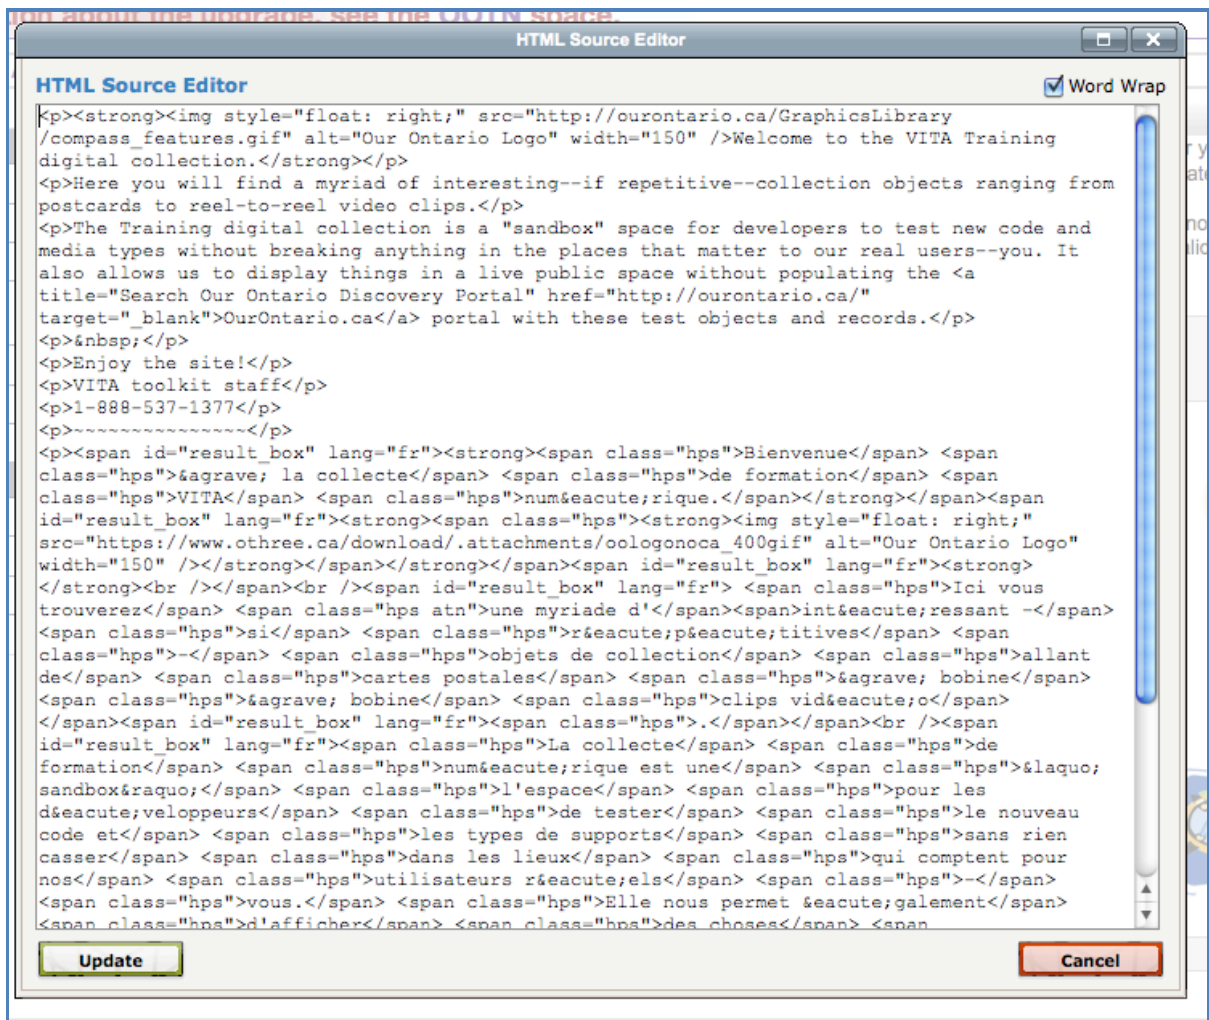 ion about the upgrade, see the OOTN space.
HTML Source Editor
HTML Source Editor
Word Wrap
<p><strong><img style="float: right;" src="http://ourontario.ca/GraphicsLibrary
/compass_features.gif" alt="Our Ontario Logo" width="150" />Welcome to the VITA Training
digital collection.</strong></p>
<p>Here you will find a myriad of interesting--if repetitive--collection objects ranging from
postcards to reel-to-reel video clips.</p>
<p>The Training digital collection is a "sandbox" space for developers to test new code and
media types without breaking anything in the places that matter to our real users--you. It
also allows us to display things in a live public space without populating the <a
title="Search Our Ontario Discovery Portal" href="http://ourontario.ca/"
target="_blank">OurOntario.ca</a> portal with these test objects and records.</p>
<p>&nbsp;</p>
<p>Enjoy the site!</p>
<p>VITA toolkit staff</p>
<p>1-888-537-1377</p>
<p>~~~~~~~~~~~~~~~</p>
<p><span id="result_box" lang="fr"><strong><span class="hps">Bienvenue</span> <span
class="hps">&agrave; la collecte</span> <span class="hps">de formation</span> <span
class="hps">VITA</span> <span class="hps">num&eacute;rique.</span></strong></span><span
id="result_box" lang="fr"><strong><span class="hps"><strong><img style="float: right;"
src="https://www.othree.ca/download/.attachments/oologonoca_400gif" alt="Our Ontario Logo"
width="150" /></strong></span></strong></span><span id="result_box" lang="fr"><strong>
</strong><br /></span><br /><span id="result_box" lang="fr"> <span class="hps">Ici vous
trouverez</span> <span class="hps atn">une myriade d'</span><span>int&eacute;ressant -</span>
<span class="hps">si</span> <span class="hps">r&eacute;p&eacute;titives</span> <span
class="hps">-</span> <span class="hps">objets de collection</span> <span class="hps">allant
de</span> <span class="hps">cartes postales</span> <span class="hps">&agrave; bobine</span>
<span class="hps">&agrave; bobine</span> <span class="hps">clips vid&eacute;o</span>
</span><span id="result_box" lang="fr"><span class="hps">.</span></span><br /><span
id="result_box" lang="fr"><span class="hps">La collecte</span> <span class="hps">de
formation</span> <span class="hps">num&eacute;rique est une</span> <span class="hps">&laquo;
sandbox&raquo;</span> <span class="hps">l'espace</span> <span class="hps">pour les
d&eacute;veloppeurs</span> <span class="hps">de tester</span> <span class="hps">le nouveau
code et</span> <span class="hps">les types de supports</span> <span class="hps">sans rien
casser</span> <span class="hps">dans les lieux</span> <span class="hps">qui comptent pour
nos</span> <span class="hps">utilisateurs r&eacute;els</span> <span class="hps">-</span>
<span class="hps">vous.</span> <span class="hps">Elle nous permet &eacute;galement</span>
<span class="hps">d'afficher</span> <span class="hps">des choses</span> <span
Update
Cancel